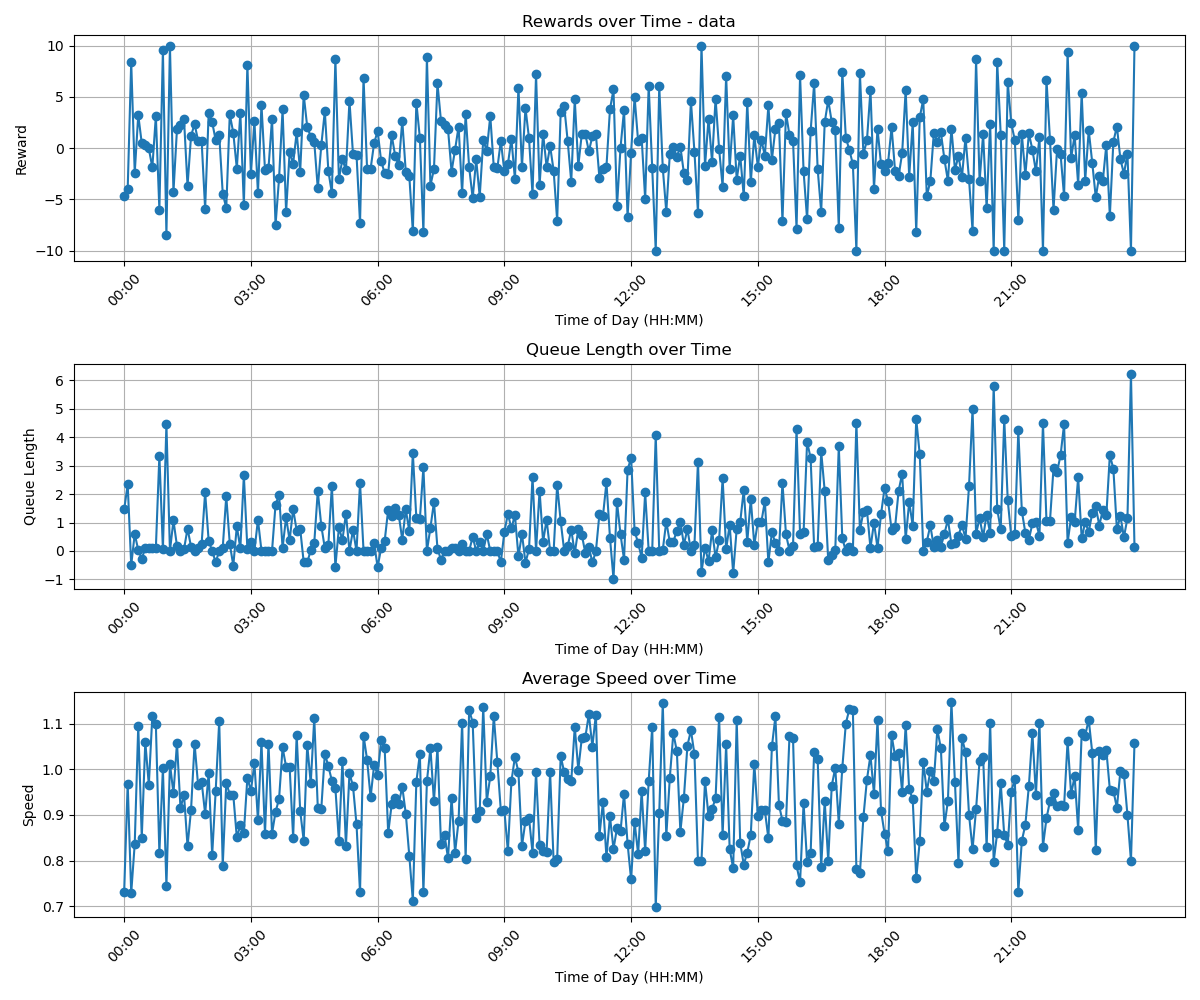 Rewards over Time - data
10
5
0
−5
−10
Reward
00:00 03:00 06:00 09:00 12:00 15:00 18:00 21:00
Time of Day (HH:MM)
Queue Length over Time
6
5
4
3
2
1
0
−1
Queue Length
00:00 03:00 06:00 09:00 12:00 15:00 18:00 21:00
Time of Day (HH:MM)
Average Speed over Time
1.1
1.0
0.9
0.8
0.7
Speed
00:00 03:00 06:00 09:00 12:00 15:00 18:00 21:00
Time of Day (HH:MM)